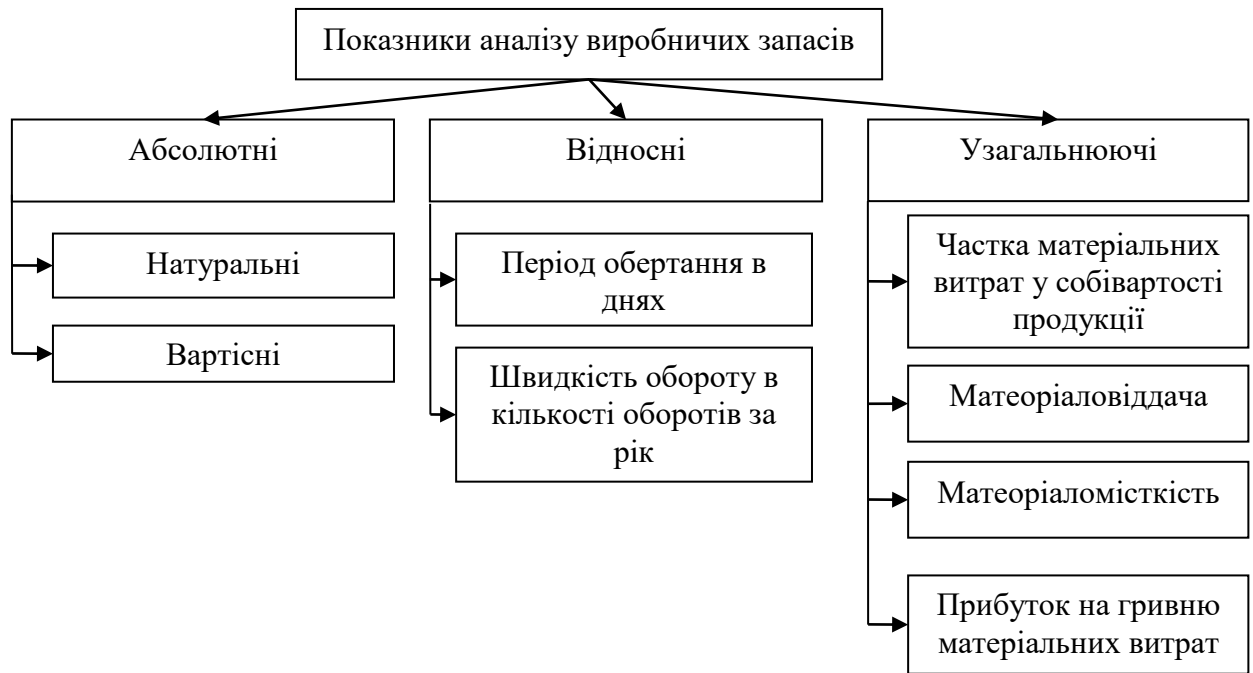 Показники аналізу виробничих запасів
Абсолютні
Відносні
Узагальнюючі
Натуральні
Вартісні
Період обертання в
днях
Швидкість обороту в
кількості оборотів за
рік
Частка матеріальних
витрат у собівартості
продукції
Матеоріаловіддача
Матеоріаломісткість
Прибуток на гривню
матеріальних витрат